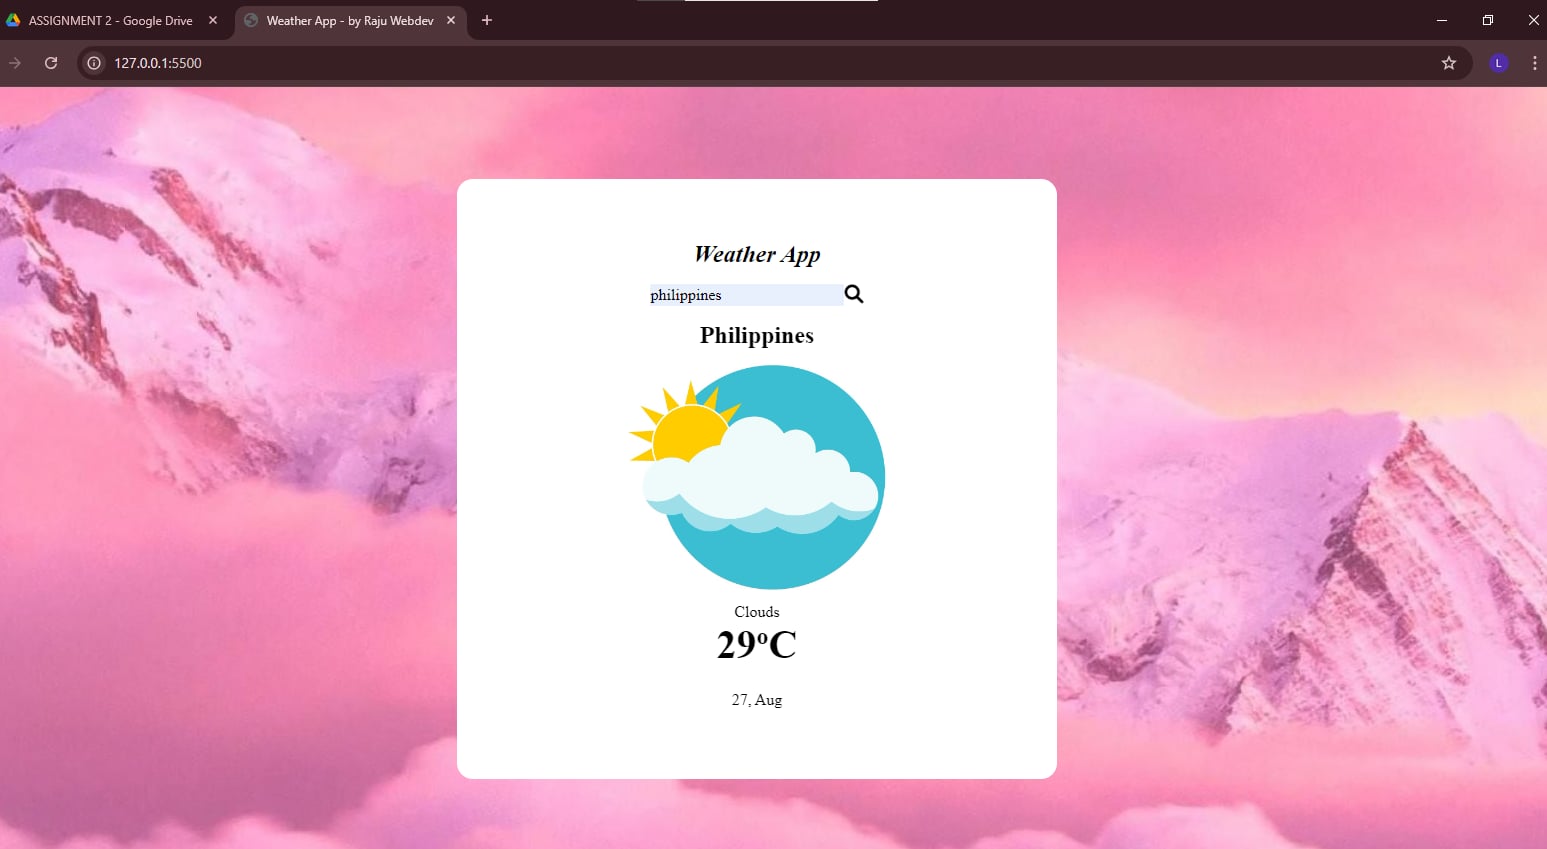 ASSIGNMENT 2 - Google Drive
Weather App - by Raju Webdev
127.0.0.1:5500
L
Weather App
philippines
Philippines
Clouds
29°C
27, Aug